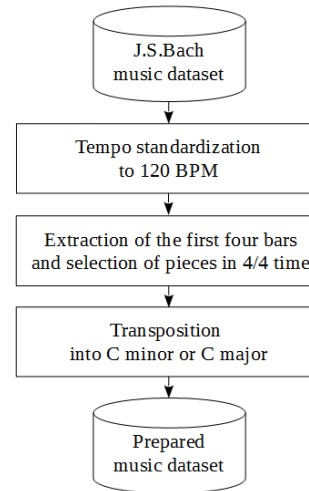 J.S.Bach
music dataset
Tempo standardization
to 120 BPM
Extraction of the first four bars
and selection of pieces in 4/4 time
Transposition
into C minor or C major
Prepared
music dataset